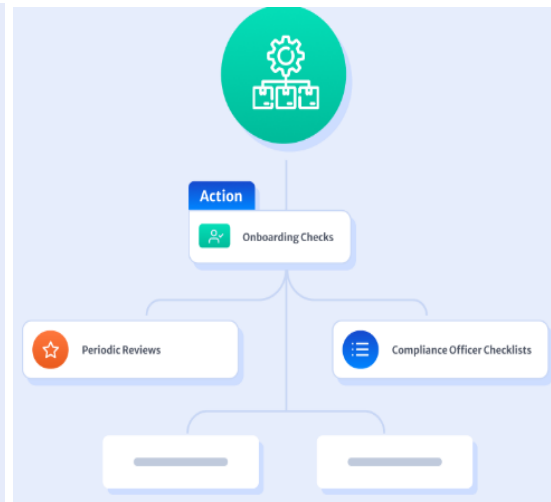 Action
Onboarding Checks
Periodic Reviews
Compliance Officer Checklists